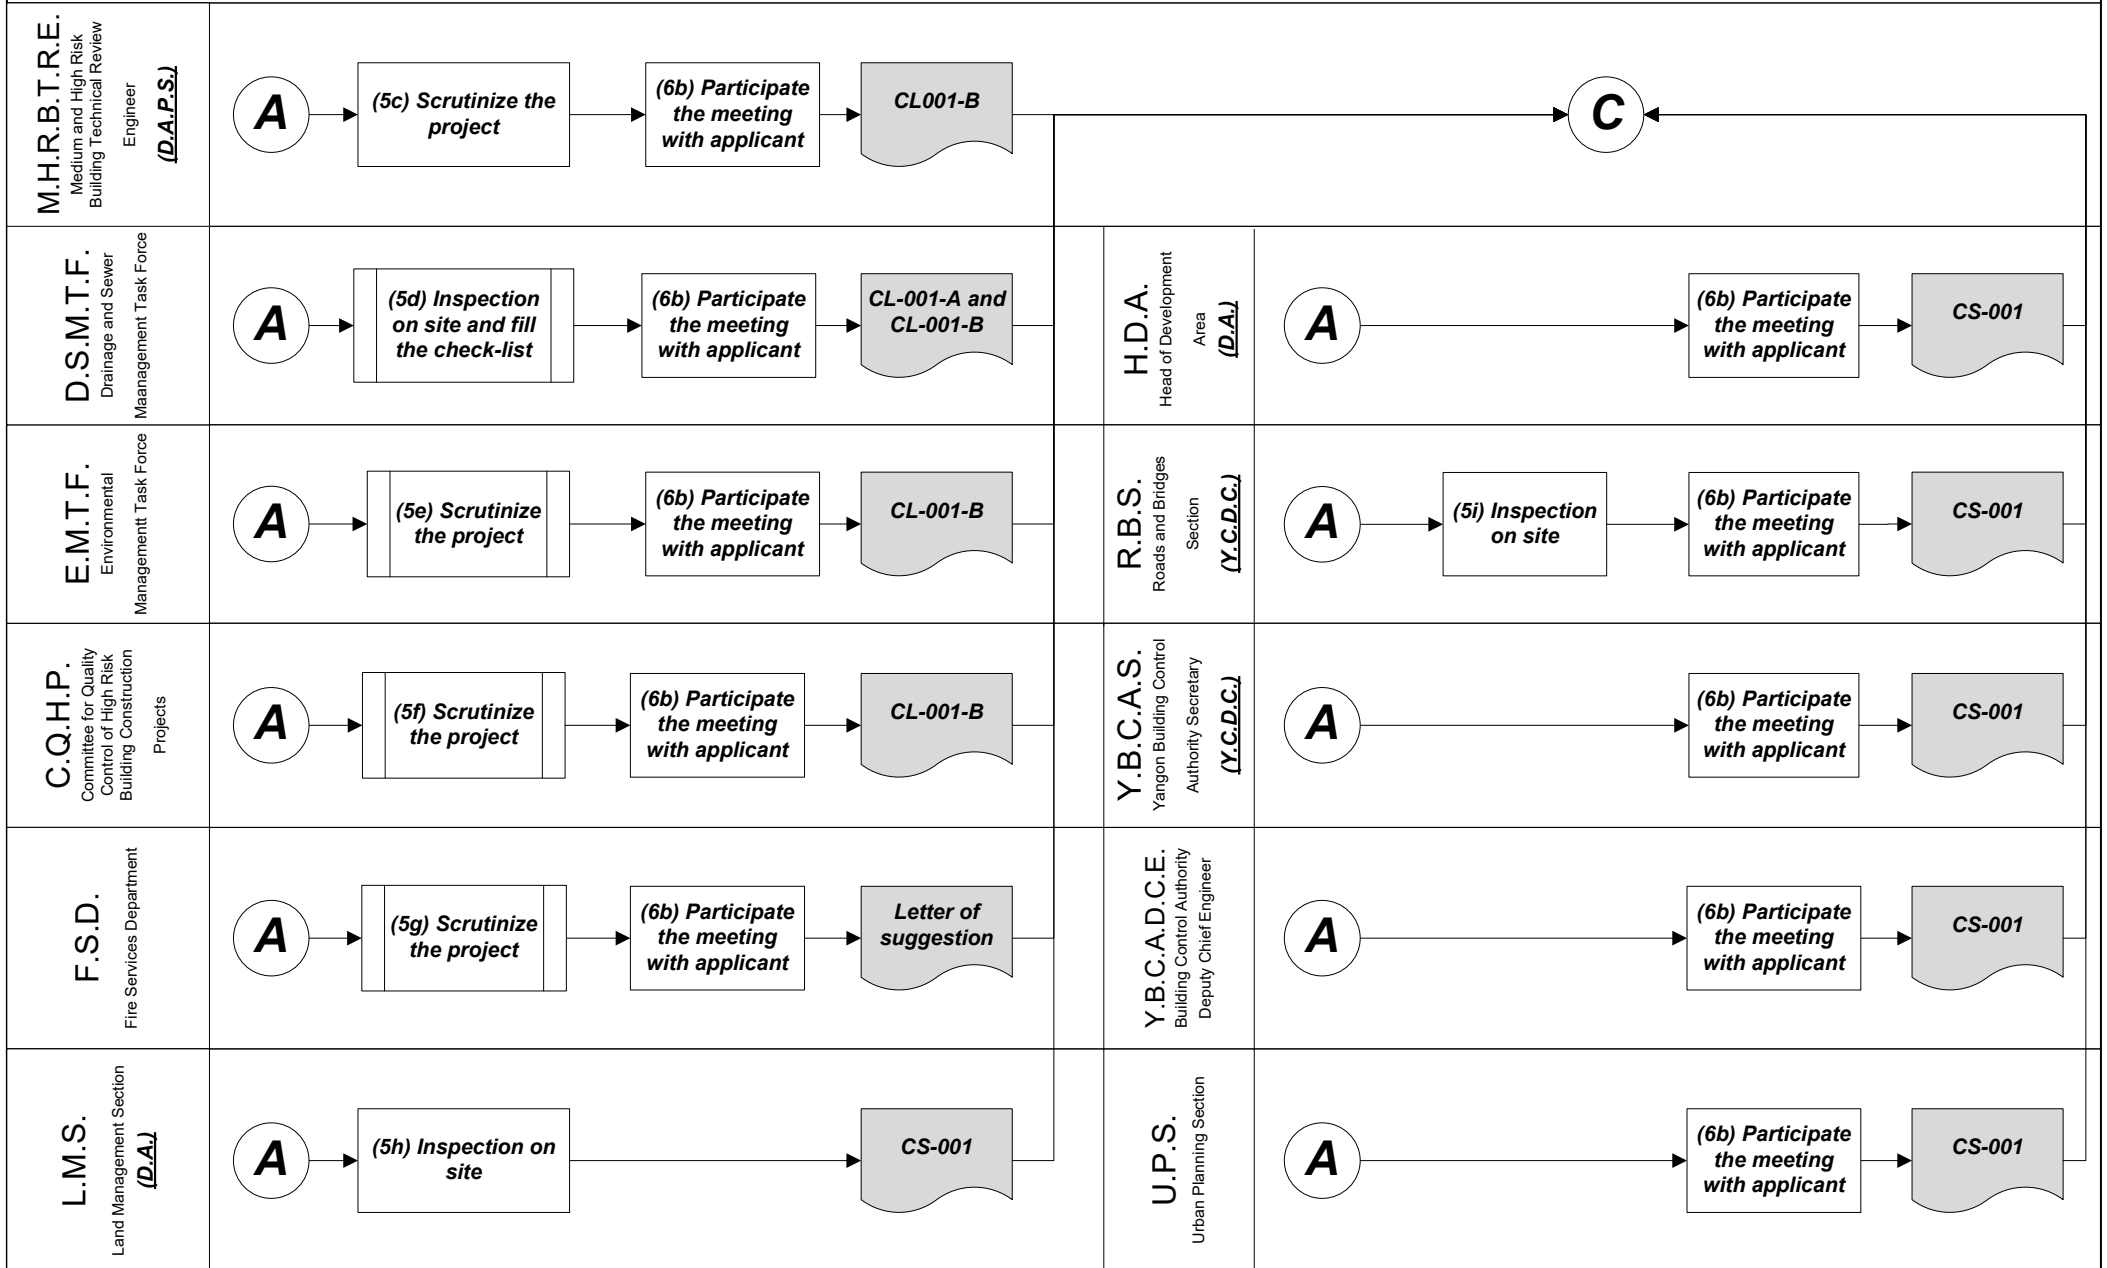 M.H.R.B.T.R.E.
Medium and High Risk
Building Technical Review
Engineer
(D.A.P.S.)
A
(5c) Scrutinize the
project
(6b) Participate
the meeting
with applicant
CL001-B
C
D.S.M.T.F.
Drainage and Sewer
Maanagement Task Force
A
(5d) Inspection
on site and fill
the check-list
(6b) Participate
the meeting
with applicant
CL-001-A and
CL-001-B
H.D.A.
Head of Development
Area
(D.A.)
A
(6b) Participate
the meeting
with applicant
CS-001
E.M.T.F.
Environmental
Managementt Task Force
A
(5e) Scrutinize
the project
(6b) Participate
the meeting
with applicant
CL-001-B
R.B.S.
Roads and Bridges
Section
(Y.C.D.C.)
A
(5i) Inspection
on site
(6b) Participate
the meeting
with applicant
CS-001
C.Q.H.P.
Committee for Quality
Control of High Risk
Building Construction
Projects
A
(5f) Scrutinize
the project
(6b) Participate
the meeting
with applicant
CL-001-B
Y.B.C.A.S.
Yangon Building Control
Authority Secretary
(Y.C.D.C.)
A
(6b) Participate
the meeting
with applicant
CS-001
F.S.D.
Fire Services Department
A
(5g) Scrutinize
the project
(6b) Participate
the meeting
with applicant
Letter of
suggestion
Y.B.C.A.D.C.E.
Building Control Authority
Deputy Chief Engineer
A
(6b) Participate
the meeting
with applicant
CS-001
L.M.S.
Land Management Section
(D.A.)
A
(5h) Inspection on
site
CS-001
U.P.S.
Urban Planning Section
A
(6b) Participate
the meeting
with applicant
CS-001